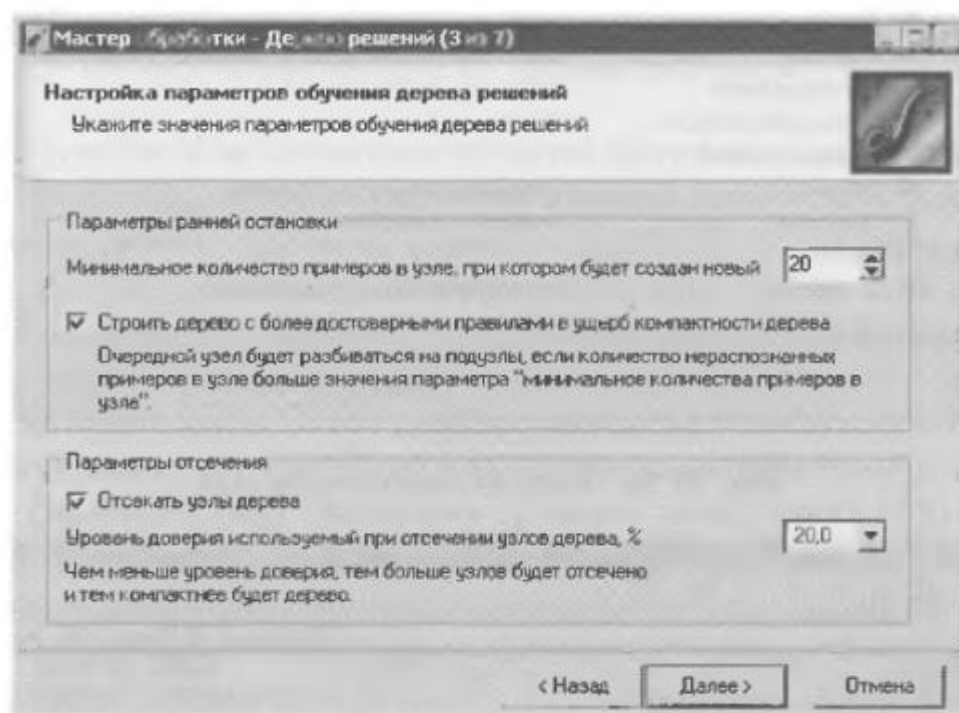 Мастер обработки - Дерево решений (3 из 7)
Настройка параметров обучения дерева решений
Укажите значения параметров обучения дерева решений
Параметры ранней остановки
Минимальное количество примеров в узле, при котором будет создан новый 20
Строить дерево с более достоверными правилами в ущерб компактности дерева
Очередной узел будет разбиваться на подузлы, если количество нераспознанных
примеров в узле больше значения параметра "минимальное количества примеров в
узле".
Параметры отсечения
Отсекать узлы дерева
Уровень доверия используемый при отсечении узлов дерева, % 20,0
Чем меньше уровень доверия, тем больше узлов будет отсечено
и тем компактнее будет дерево.
< Назад Далее > Отмена